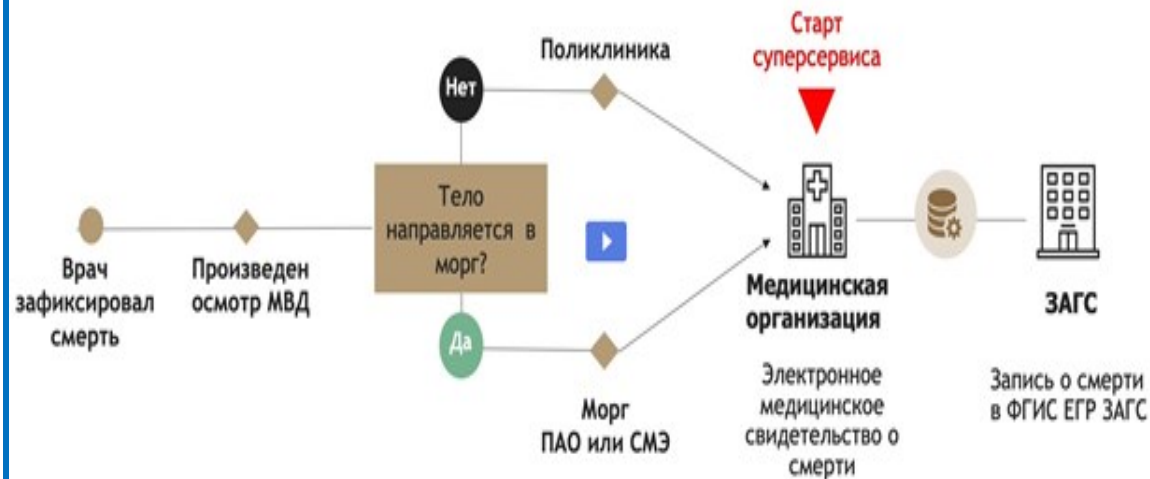 Старт
суперсервиса
Поликлиника
Нет
Тело
направляется в
морг?
Врач
зафиксировал
смерть
Произведен
осмотр МВД
Да
Морг
ПАО или СМЭ
Медицинская
организация
Электронное
медицинское
свидетельство о
смерти
ЗАГС
Запись о смерти
в ФГИС ЕГР ЗАГС